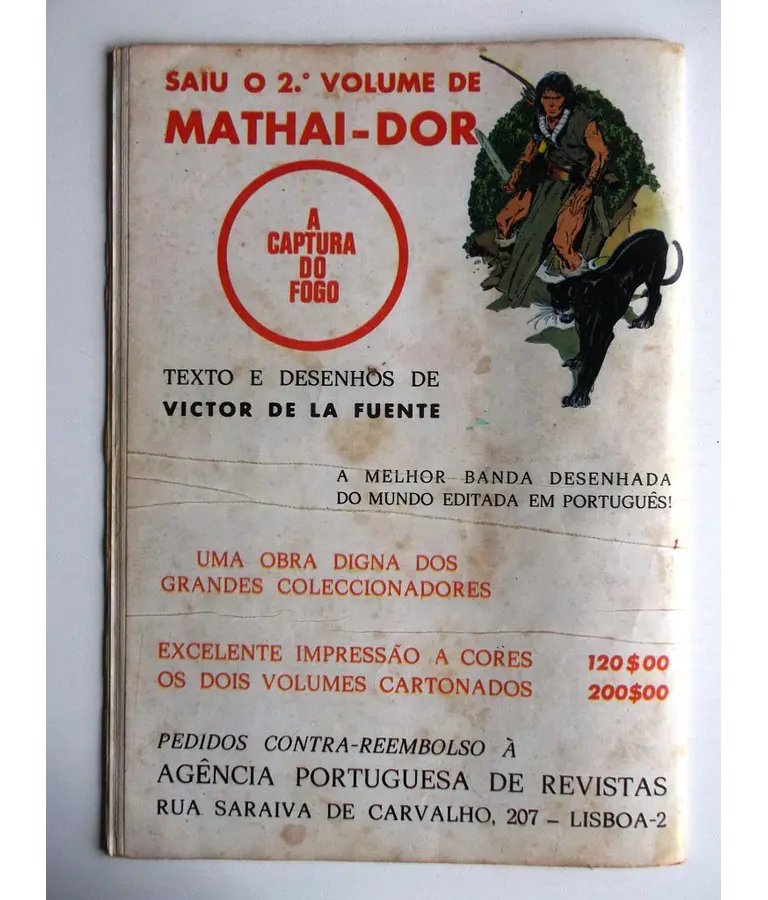 SAIU O 2.° VOLUME DE
MATHAI-DOR
A
CAPTURA
DO
FOGO
TEXTO E DESENHOS DE
VICTOR DE LA FUENTE
A MELHOR BANDA DESENHADA
DO MUNDO EDITADA EM PORTUGUÊS!
UMA OBRA DIGNA DOS
GRANDES COLECCIONADORES
EXCELENTE IMPRESSÃO A CORES 120$00
OS DOIS VOLUMES CARTONADOS 200$00
PEDIDOS CONTRA-REEMBOLSO À
AGÊNCIA PORTUGUESA DE REVISTAS
RUA SARAIVA DE CARVALHO, 207 – LISBOA-2